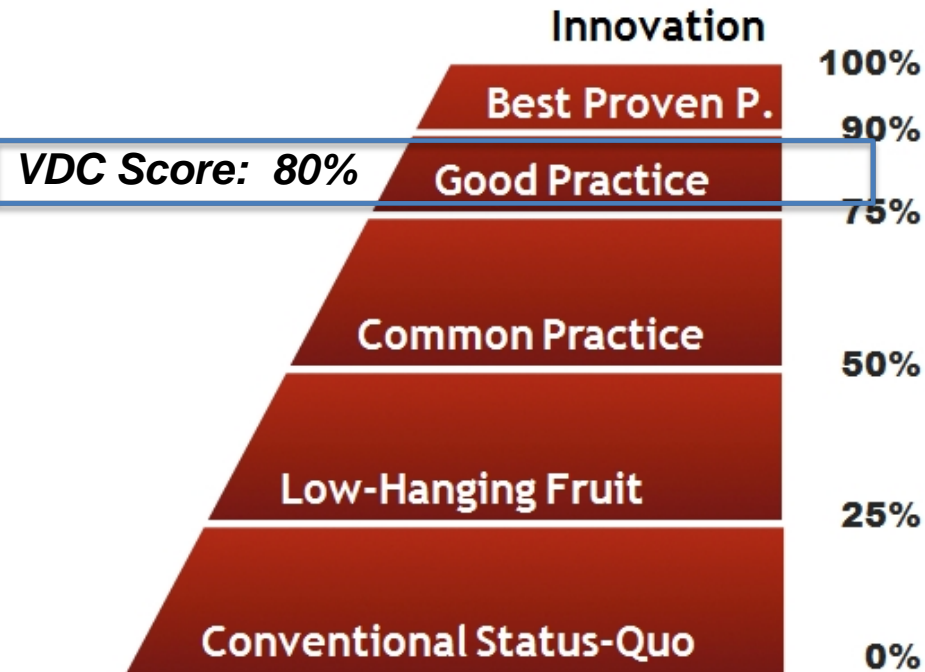 Innovation
100%
Best Proven P.
90%
VDC Score: 80%
Good Practice
75%
Common Practice
50%
Low-Hanging Fruit
25%
Conventional Status-Quo
0%